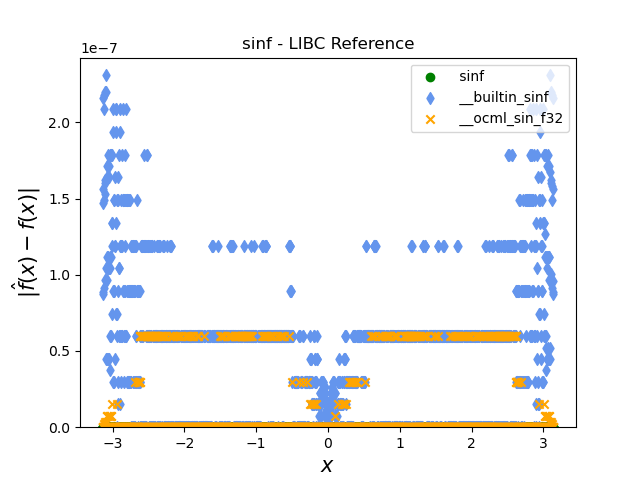 sinf - LIBC Reference
1e−7
sinf
__builtin_sinf
__ocml_sin_f32
2.0
1.5
1.0
0.5
0.0
|f̂(x) − f(x)|
−3 −2 −1 0 1 2 3
x